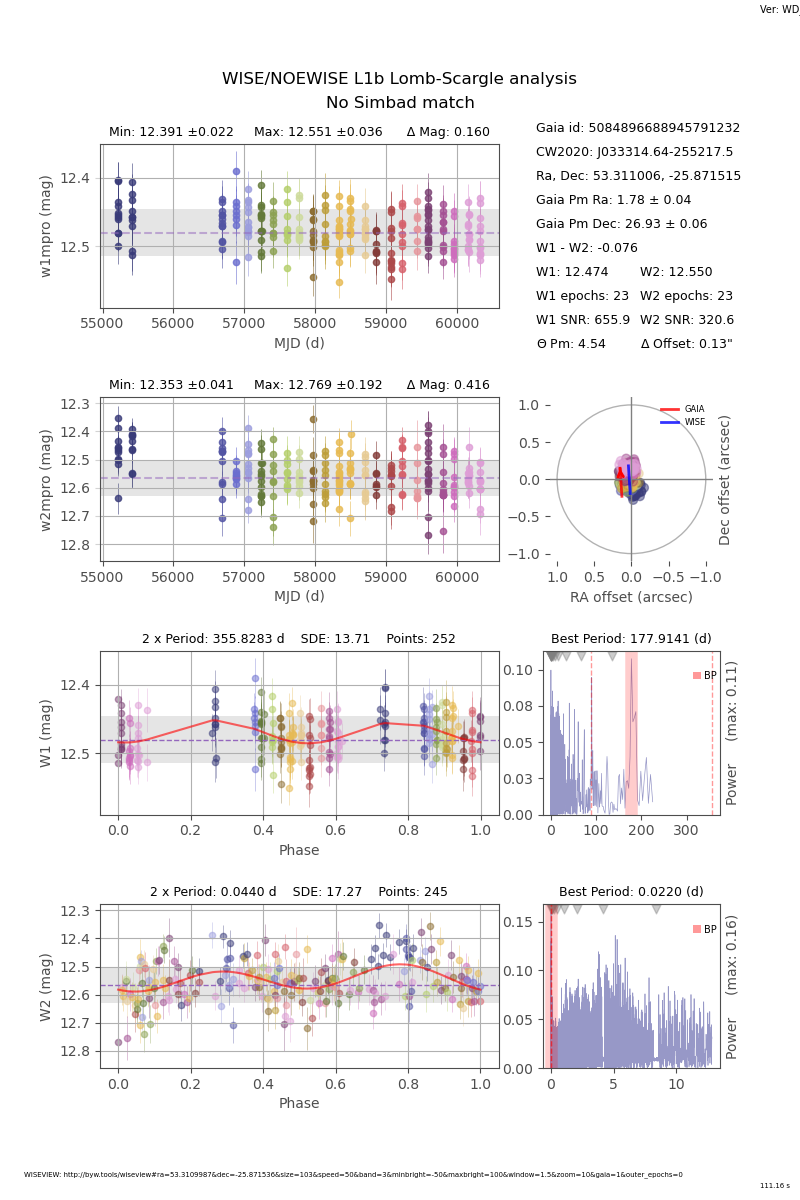 Ver: WD
WISE/NOEWISE L1b Lomb-Scargle analysis
No Simbad match
Min: 12.391 ±0.022 Max: 12.551 ±0.036 Δ Mag: 0.160
12.4
12.5
w1mpro (mag)
55000 56000 57000 58000 59000 60000
MJD (d)
Gaia id: 5084896688945791232
CW2020: J033314.64-255217.5
Ra, Dec: 53.311006, -25.871515
Gaia Pm Ra: 1.78 ± 0.04
Gaia Pm Dec: 26.93 ± 0.06
W1 - W2: -0.076
W1: 12.474 W2: 12.550
W1 epochs: 23 W2 epochs: 23
W1 SNR: 655.9 W2 SNR: 320.6
Θ Pm: 4.54 Δ Offset: 0.13"
Min: 12.353 ±0.041 Max: 12.769 ±0.192 Δ Mag: 0.416
12.3
12.4
12.5
12.6
12.7
12.8
w2mpro (mag)
55000 56000 57000 58000 59000 60000
MJD (d)
GAIA
WISE
1.0
0.5
0.0
−0.5
−1.0
Dec offset (arcsec)
1.0 0.5 0.0 −0.5 −1.0
RA offset (arcsec)
2 x Period: 355.8283 d SDE: 13.71 Points: 252
12.4
12.5
W1 (mag)
0.0 0.2 0.4 0.6 0.8 1.0
Phase
Best Period: 177.9141 (d)
BP
0.10
0.08
0.05
0.03
0.00
Power (max: 0.11)
0 100 200 300
2 x Period: 0.0440 d SDE: 17.27 Points: 245
12.3
12.4
12.5
12.6
12.7
12.8
W2 (mag)
0.0 0.2 0.4 0.6 0.8 1.0
Phase
Best Period: 0.0220 (d)
BP
0.15
0.10
0.05
0.00
Power (max: 0.16)
0 5 10
WISEVIEW: http://byw.tools/wiseview#ra=53.3109987&dec=-25.871536&size=103&speed=50&band=3&minbright=-50&maxbright=100&window=1.5&zoom=10&gaia=1&outer_epochs=0
111.16 s